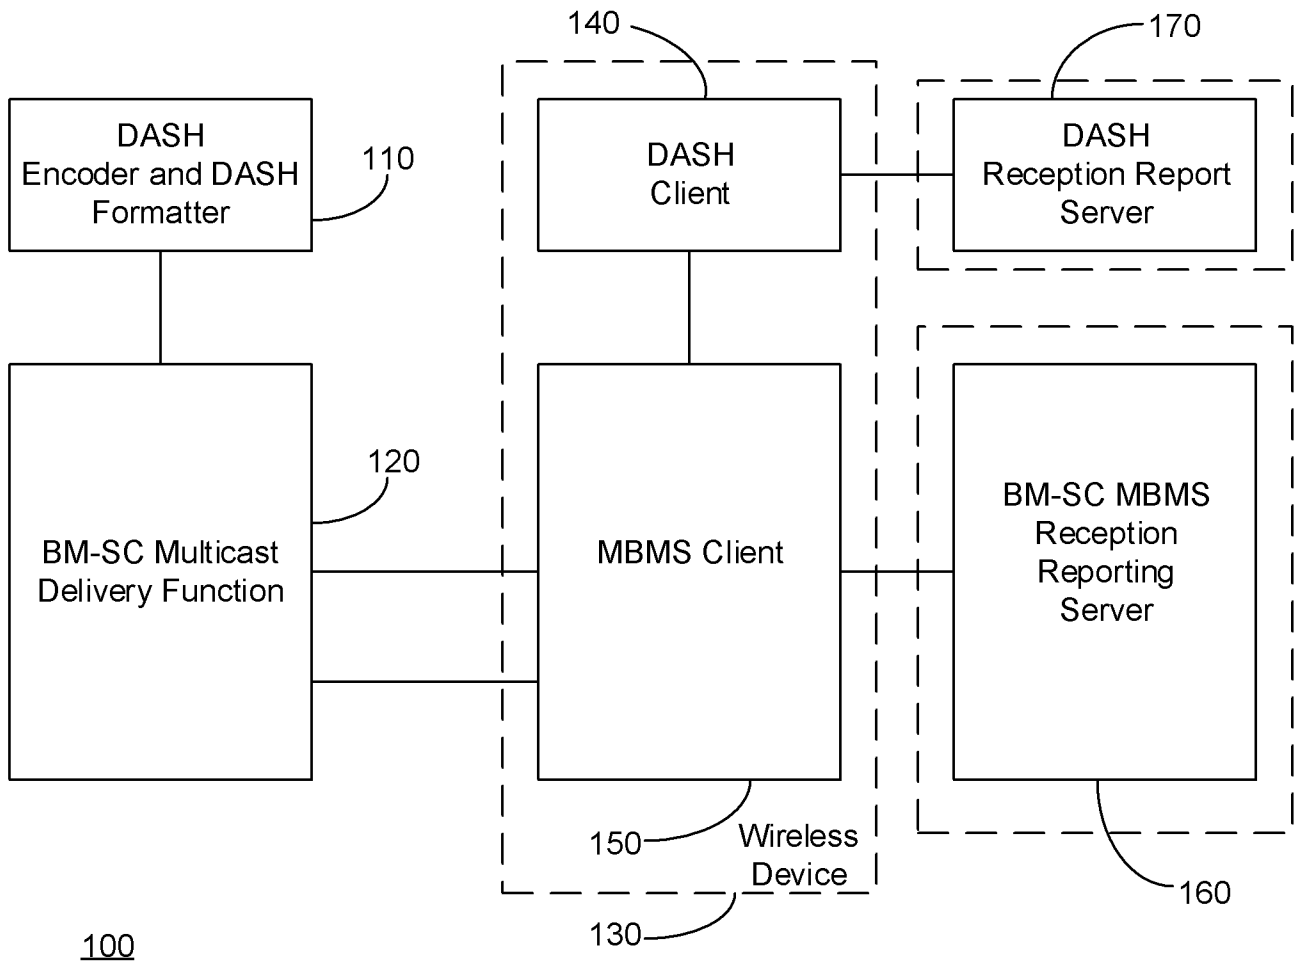 140
170
DASH
Encoder and DASH
Formatter
110
DASH
Client
DASH
Reception Report
Server
120
BM-SC Multicast
Delivery Function
MBMS Client
BM-SC MBMS
Reception
Reporting
Server
150
Wireless
Device
160
130
100